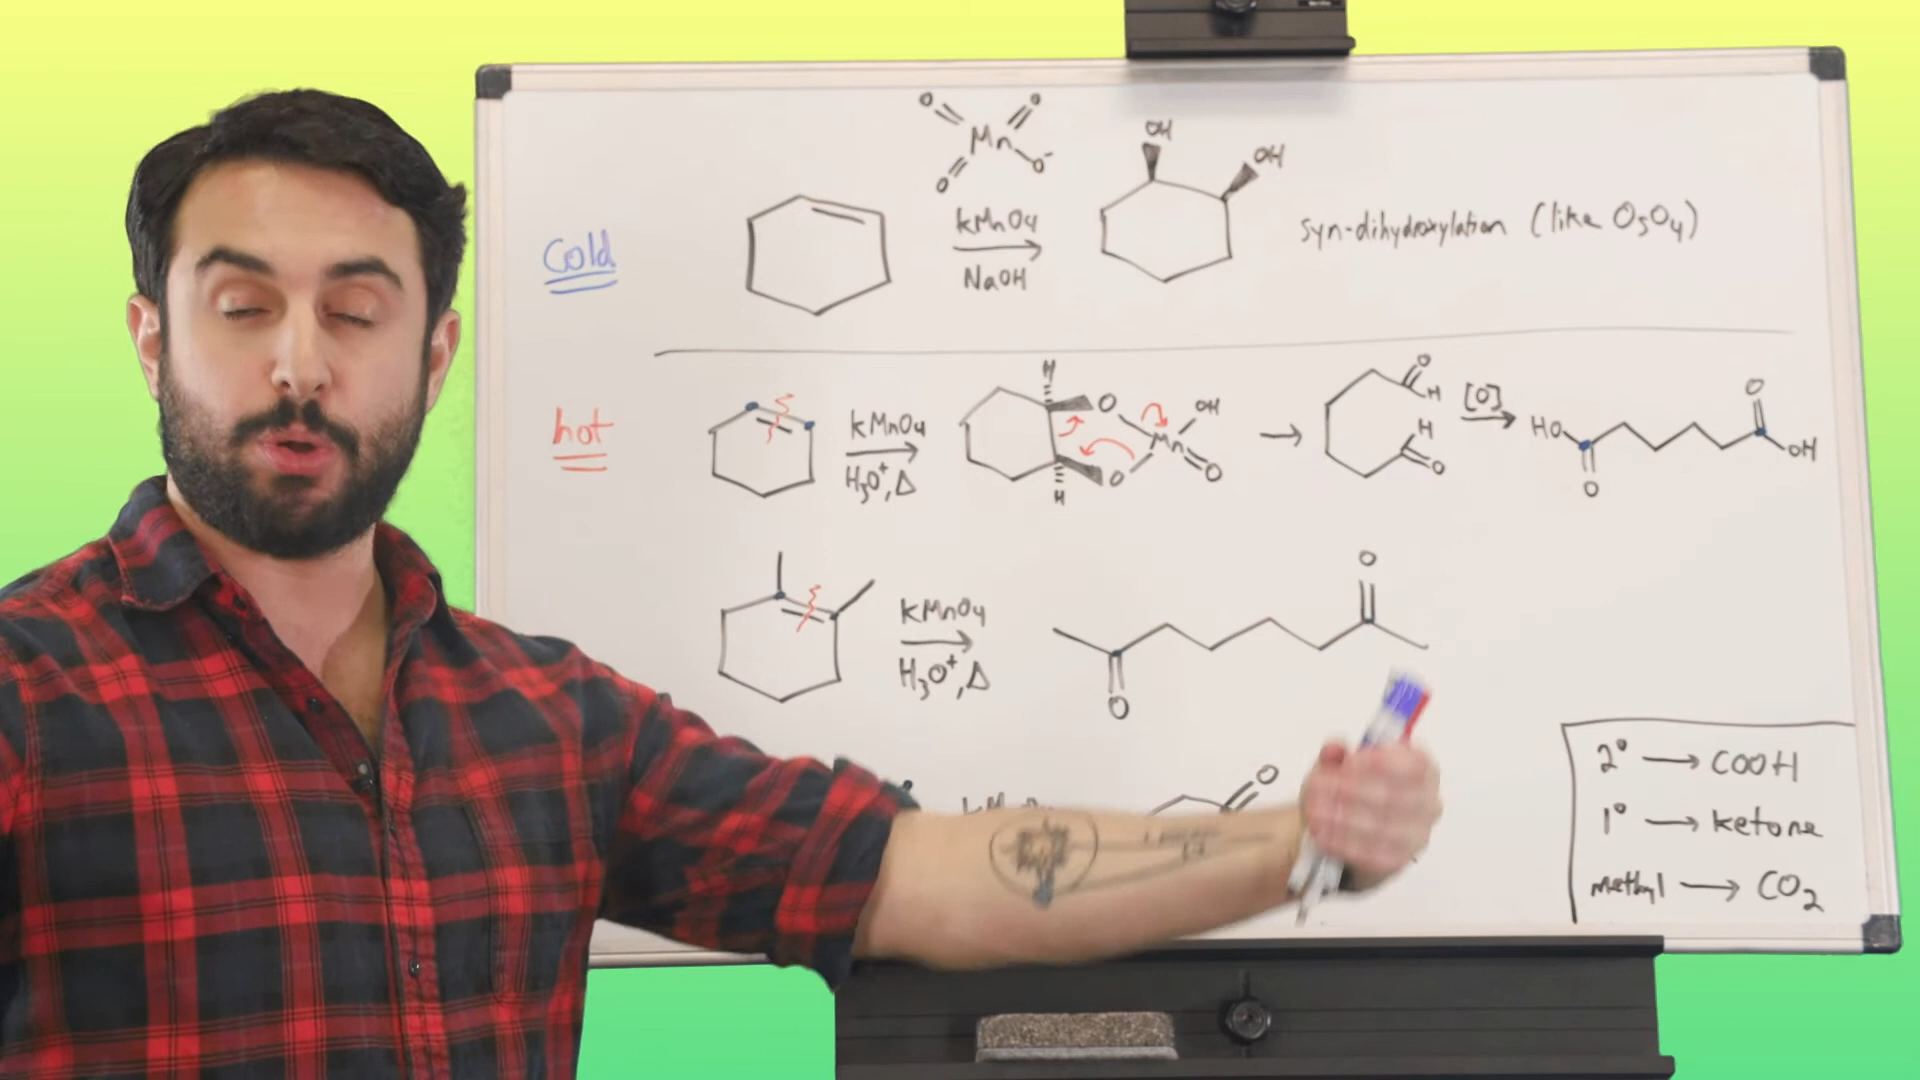 O O
Mn
O O⁻
OH
OH
Cold
KMnO₄
NaOH
syn-dihydroxylation (like OsO₄)
hot
KMnO₄
H₃O⁺, Δ
H
O
OH
Mn
O
O
H
O
H
H
O
[O]
HO
O
O
OH
KMnO₄
H₃O⁺, Δ
O
O
O
2° → COOH
1° → ketone
methyl → CO₂